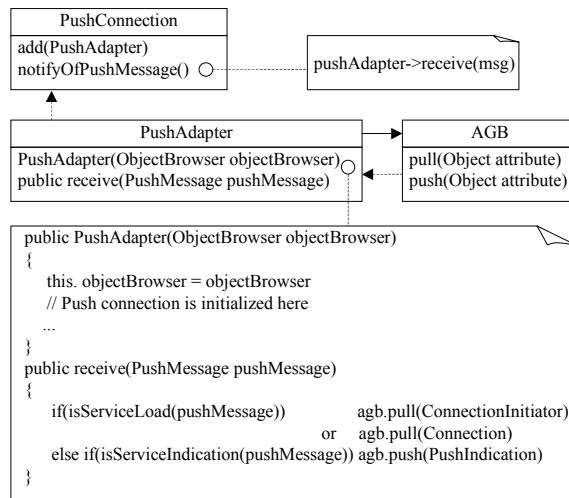 PushConnection
add(PushAdapter)
notifyOfPushMessage()
pushAdapter->receive(msg)
PushAdapter
PushAdapter(ObjectBrowser objectBrowser)
public receive(PushMessage pushMessage)
AGB
pull(Object attribute)
push(Object attribute)
public PushAdapter(ObjectBrowser objectBrowser)
{
this. objectBrowser = objectBrowser
// Push connection is initialized here
...
}
public receive(PushMessage pushMessage)
{
if(isServiceLoad(pushMessage)) agb.pull(ConnectionInitiator)
or agb.pull(Connection)
else if(isServiceIndication(pushMessage)) agb.push(PushIndication)
}